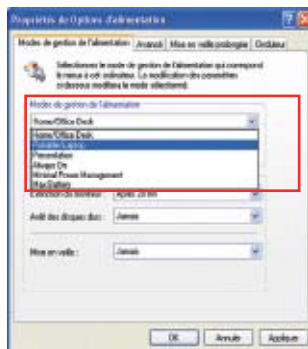 Propriétés de Options d'alimentation
Modes de gestion de l'alimentation
Avancé
Mise en veille prolongée
Onduleur
Sélectionnez le mode de gestion de l'alimentation qui correspond
le mieux à cet ordinateur. La modification des paramètres
ci-dessous modifiera le mode sélectionné.
Modes de gestion de l'alimentation
Home/Office Desk
Home/Office Desk
Portable/Laptop
Presentation
Always On
Minimal Power Management
Max Battery
Extinction du moniteur :
Après 20 mn
Arrêt des disques durs :
Jamais
Mise en veille :
Jamais
OK
Annuler
Appliquer